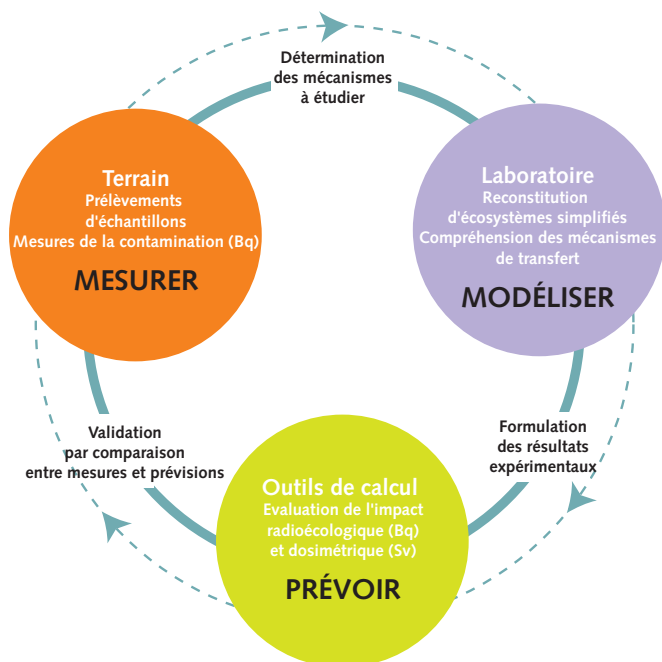 Détermination
des mécanismes
à étudier
Terrain
Prélèvements
d'échantillons
Mesures de la contamination (Bq)
MESURER
Laboratoire
Reconstitution
d'écosystèmes simplifiés
Compréhension des mécanismes
de transfert
MODÉLISER
Formulation
des résultats
expérimentaux
Outils de calcul
Evaluation de l'impact
radioécologique (Bq)
et dosimétrique (Sv)
PRÉVOIR
Validation
par comparaison
entre mesures et prévisions